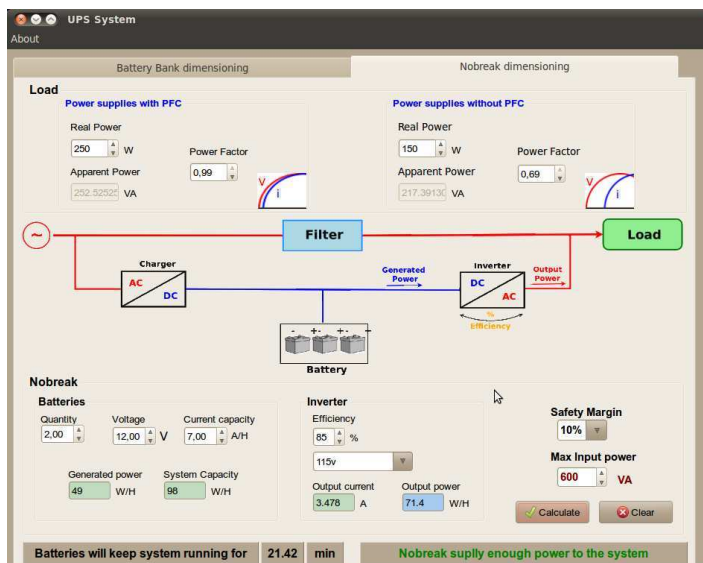 UPS System
About
Battery Bank dimensioning
Nobreak dimensioning
Load
Power supplies with PFC
Real Power
250 W
Power Factor
0,99
Apparent Power
252.52525 VA
V
i
Power supplies without PFC
Real Power
150 W
Power Factor
0,69
Apparent Power
217.39130 VA
V
i
~
Filter
Load
Charger
AC
DC
Generated
Power
Inverter
DC
AC
Output
Power
%
Efficiency
- +- +- +
Battery
Nobreak
Batteries
Quantity
2,00
Voltage
12,00 V
Current capacity
7,00 A/H
Generated power
49 W/H
System Capacity
98 W/H
Inverter
Efficiency
85 %
115v
Output current
3.478 A
Output power
71.4 W/H
Safety Margin
10%
Max Input power
600 VA
Calculate
Clear
Batteries will keep system running for 21.42 min
Nobreak suplly enough power to the system